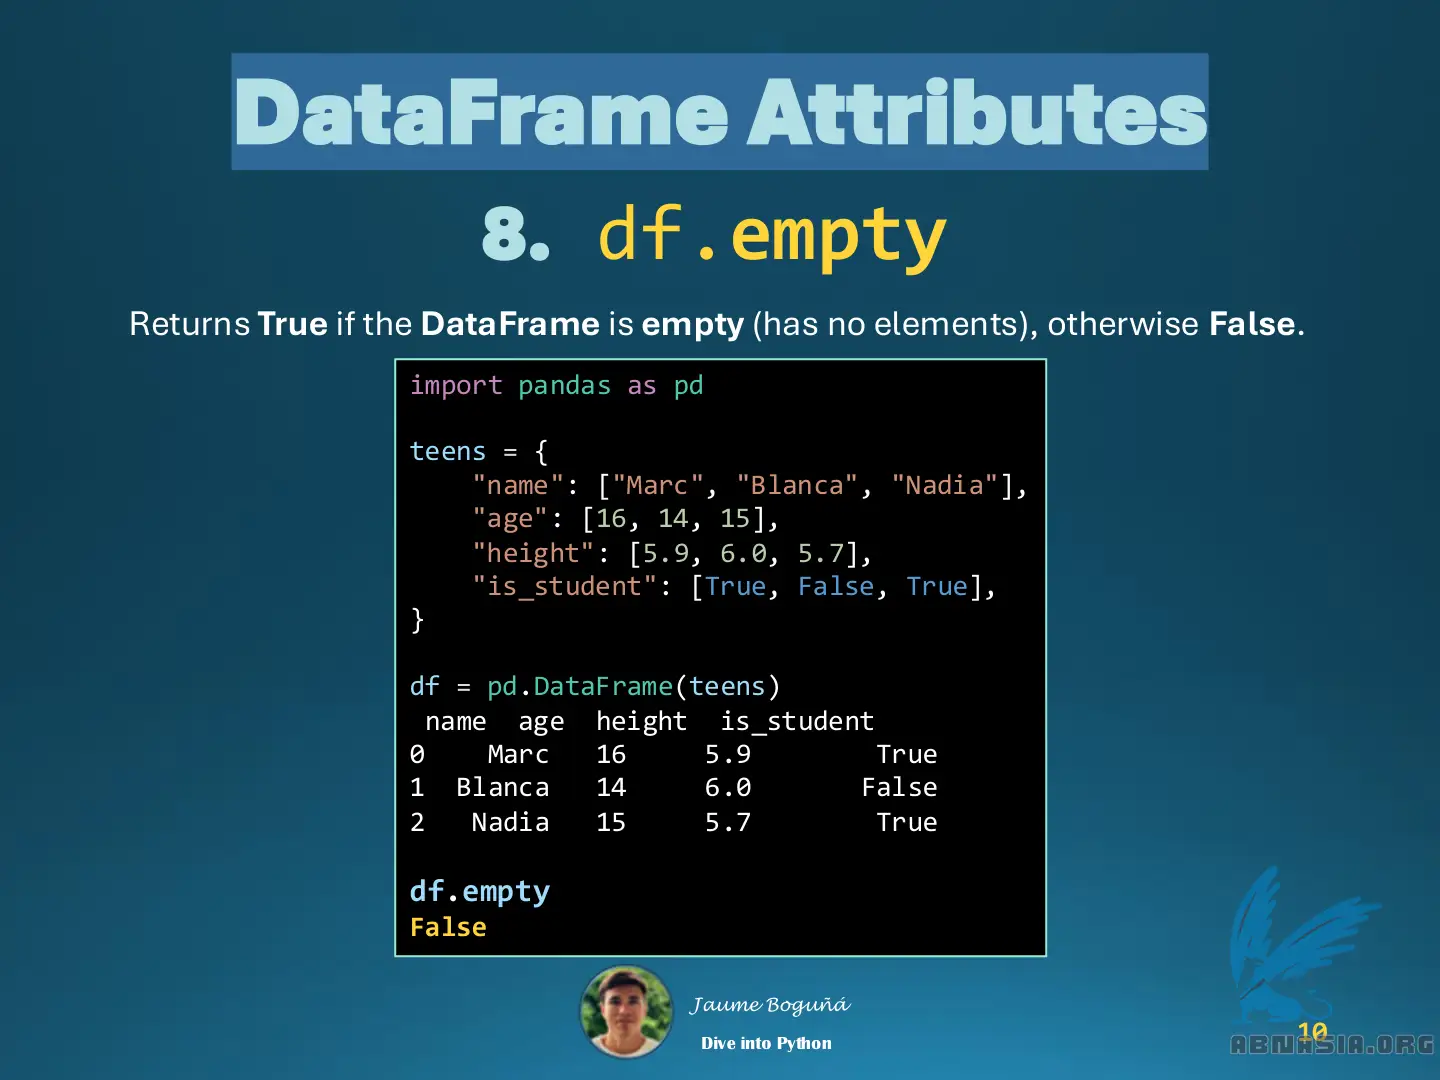 DataFrame Attributes
8. df.empty
Returns True if the DataFrame is empty (has no elements), otherwise False.
import pandas as pd
teens = {
    "name": ["Marc", "Blanca", "Nadia"],
    "age": [16, 14, 15],
    "height": [5.9, 6.0, 5.7],
    "is_student": [True, False, True],
}
df = pd.DataFrame(teens)
 name  age  height  is_student
0    Marc   16     5.9        True
1  Blanca   14     6.0       False
2   Nadia   15     5.7        True
df.empty
False
Jaume Boguñá
Dive into Python
10
ABNASIA.ORG